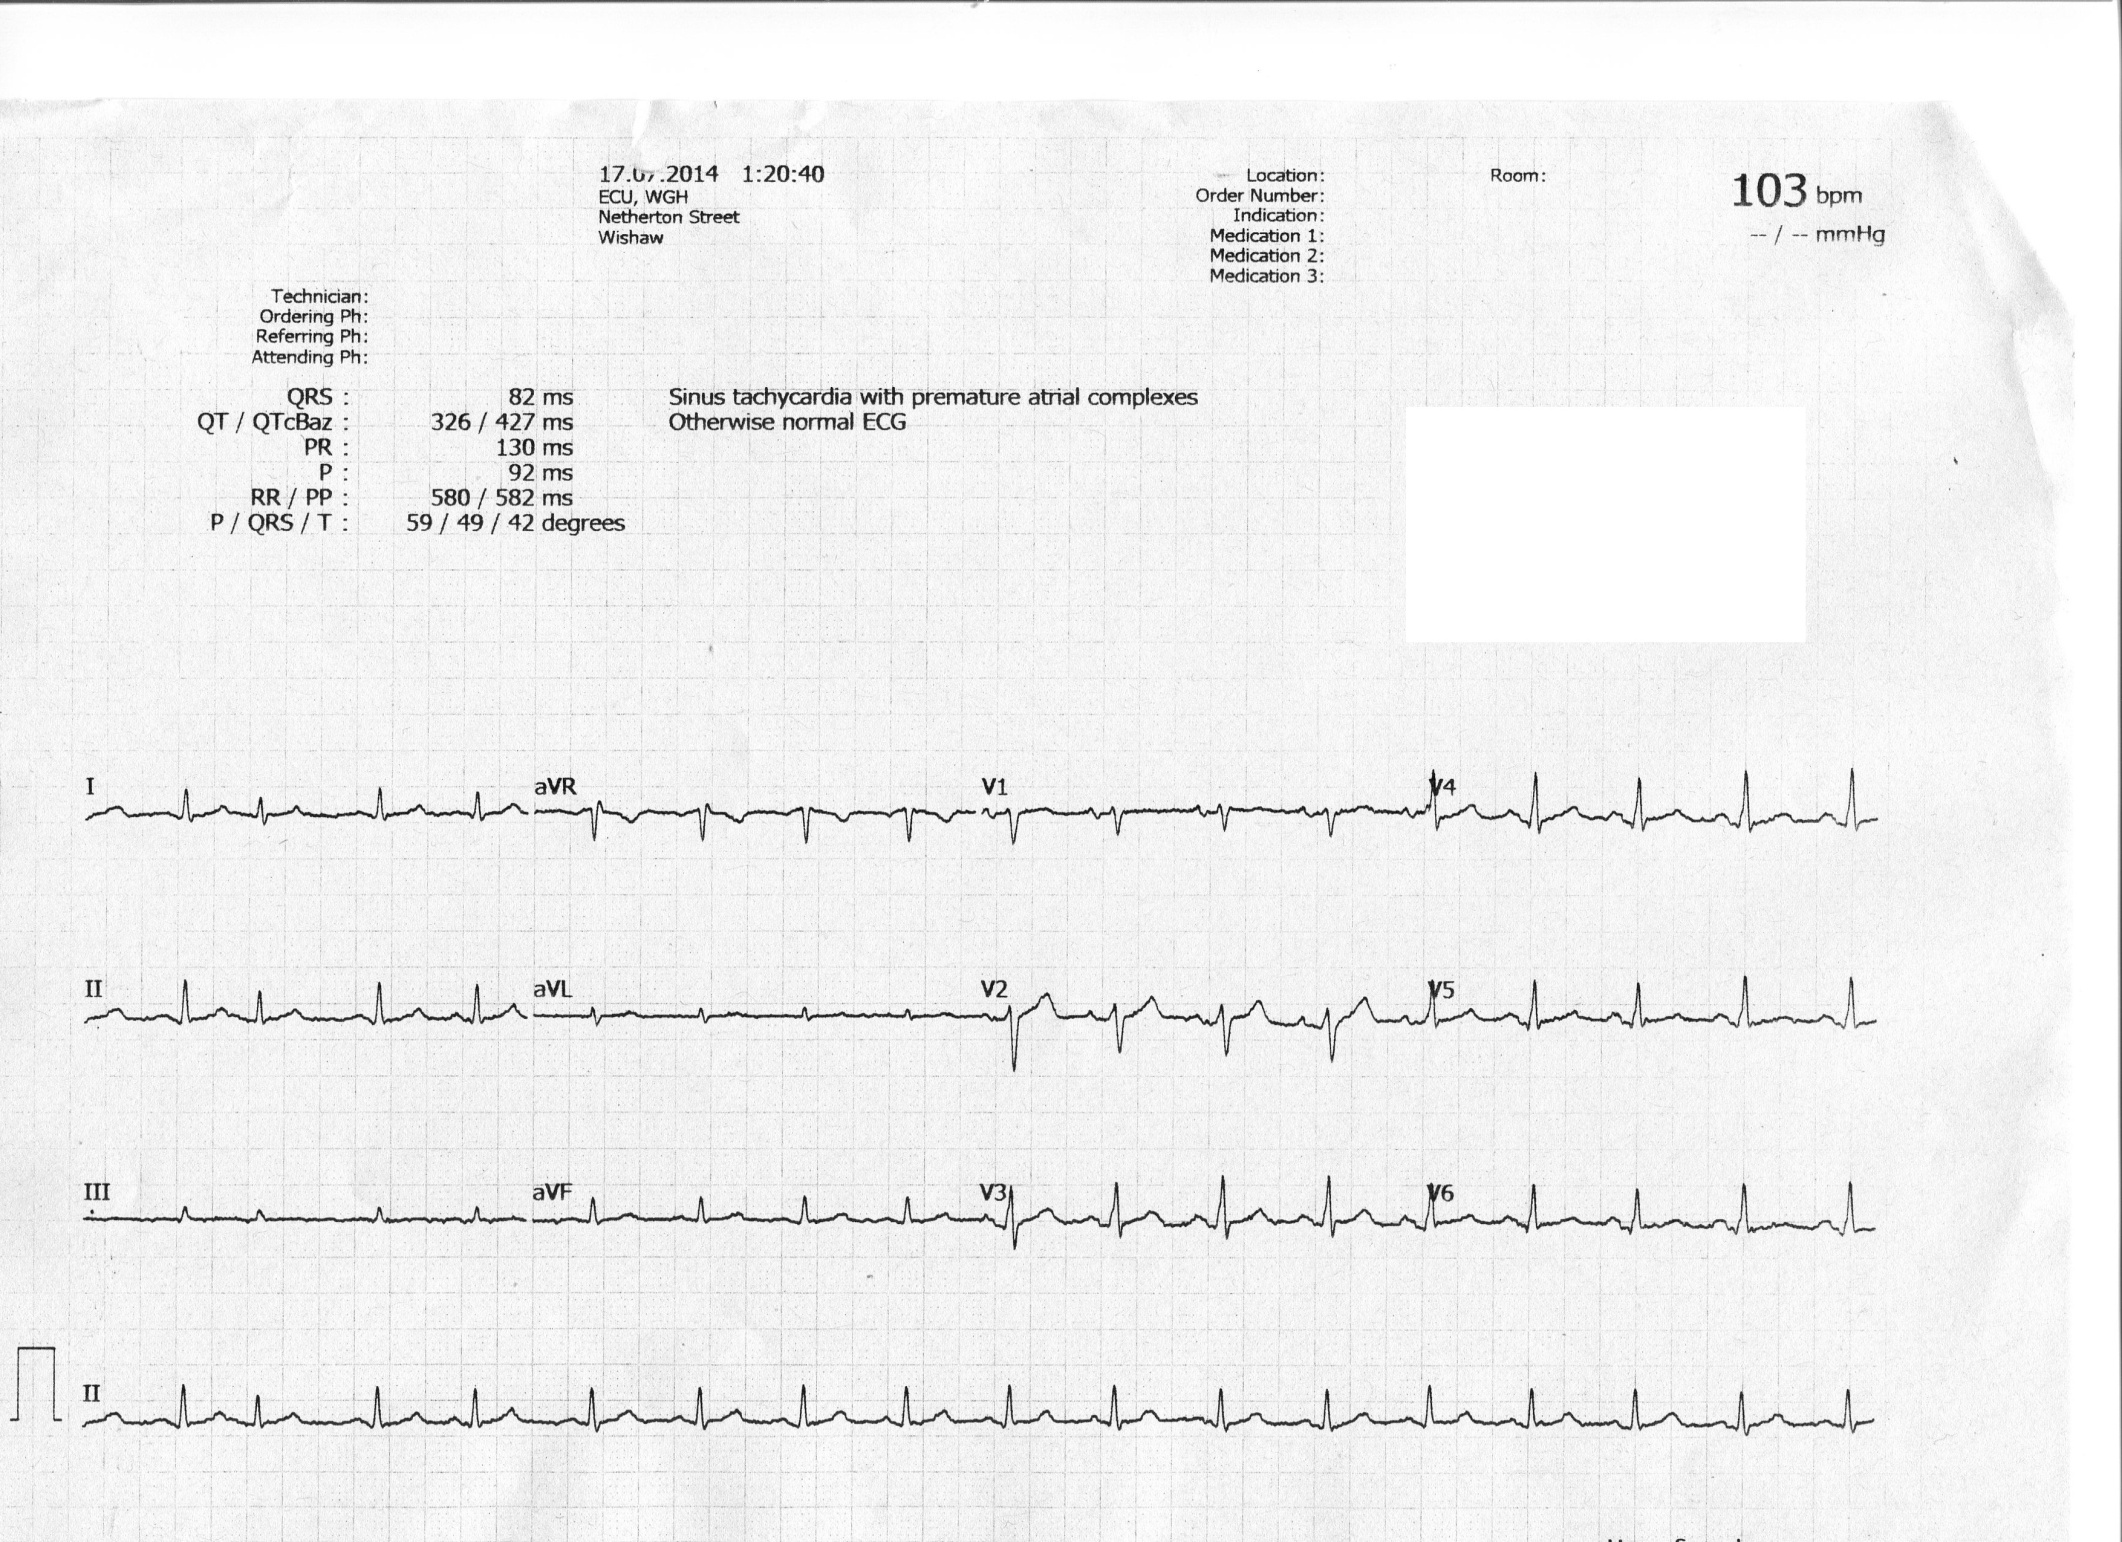 17.07.2014 1:20:40
ECU, WGH
Netherton Street
Wishaw
Location:
Order Number:
Indication:
Medication 1:
Medication 2:
Medication 3:
Room:
103 bpm
-- / -- mmHg
Technician:
Ordering Ph:
Referring Ph:
Attending Ph:
QRS : 82 ms
QT / QTcBaz : 326 / 427 ms
PR : 130 ms
P : 92 ms
RR / PP : 580 / 582 ms
P / QRS / T : 59 / 49 / 42 degrees
Sinus tachycardia with premature atrial complexes
Otherwise normal ECG
I aVR V1 V4
II aVL V2 V5
III aVF V3 V6
II